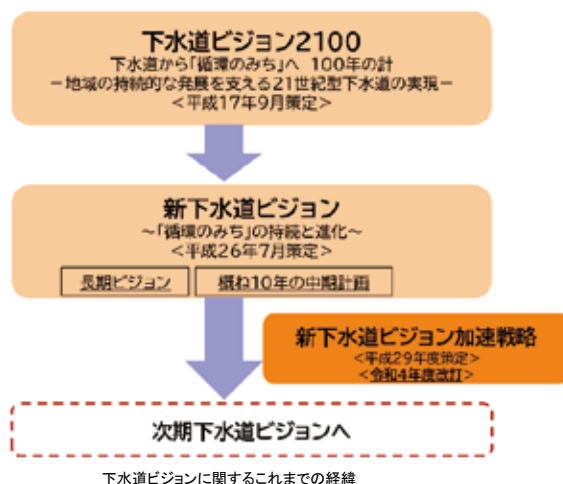 下水道ビジョン2100
下水道から「循環のみち」へ 100年の計
－地域の持続的な発展を支える21世紀型下水道の実現－
＜平成17年9月策定＞
新下水道ビジョン
～「循環のみち」の持続と進化～
＜平成26年7月策定＞
長期ビジョン
概ね10年の中期計画
新下水道ビジョン加速戦略
＜平成29年度策定＞
＜令和4年度改訂＞
次期下水道ビジョンへ
下水道ビジョンに関するこれまでの経緯